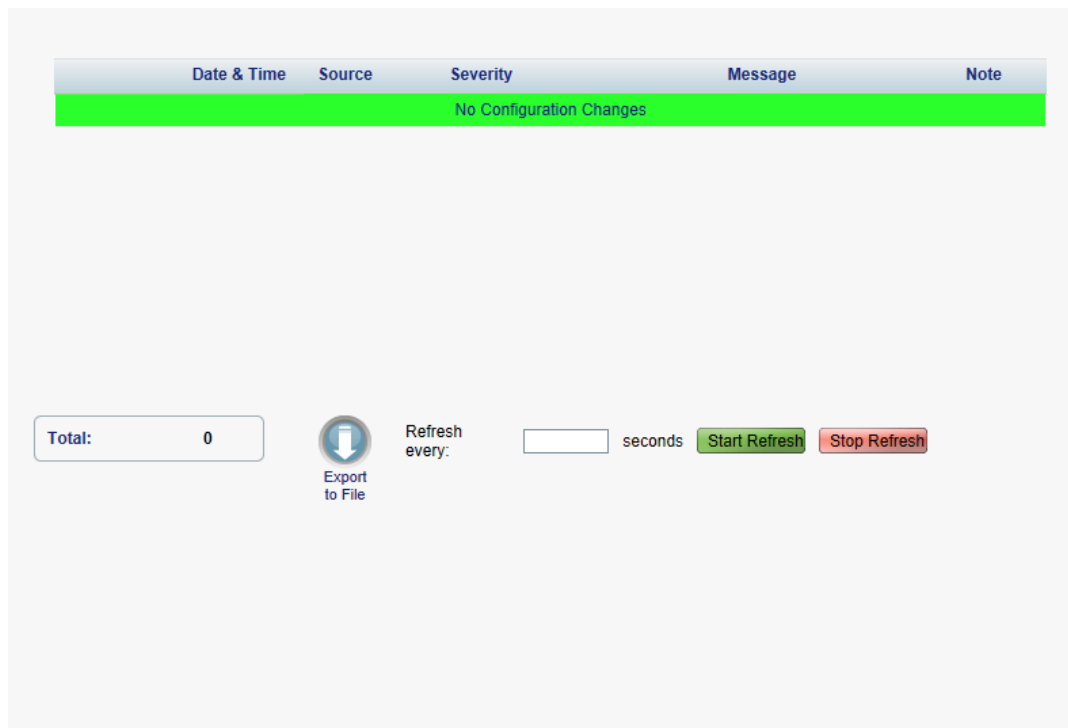 Date & Time Source Severity Message Note
No Configuration Changes
Total: 0
Refresh
every:
seconds Start Refresh Stop Refresh
Export
to File